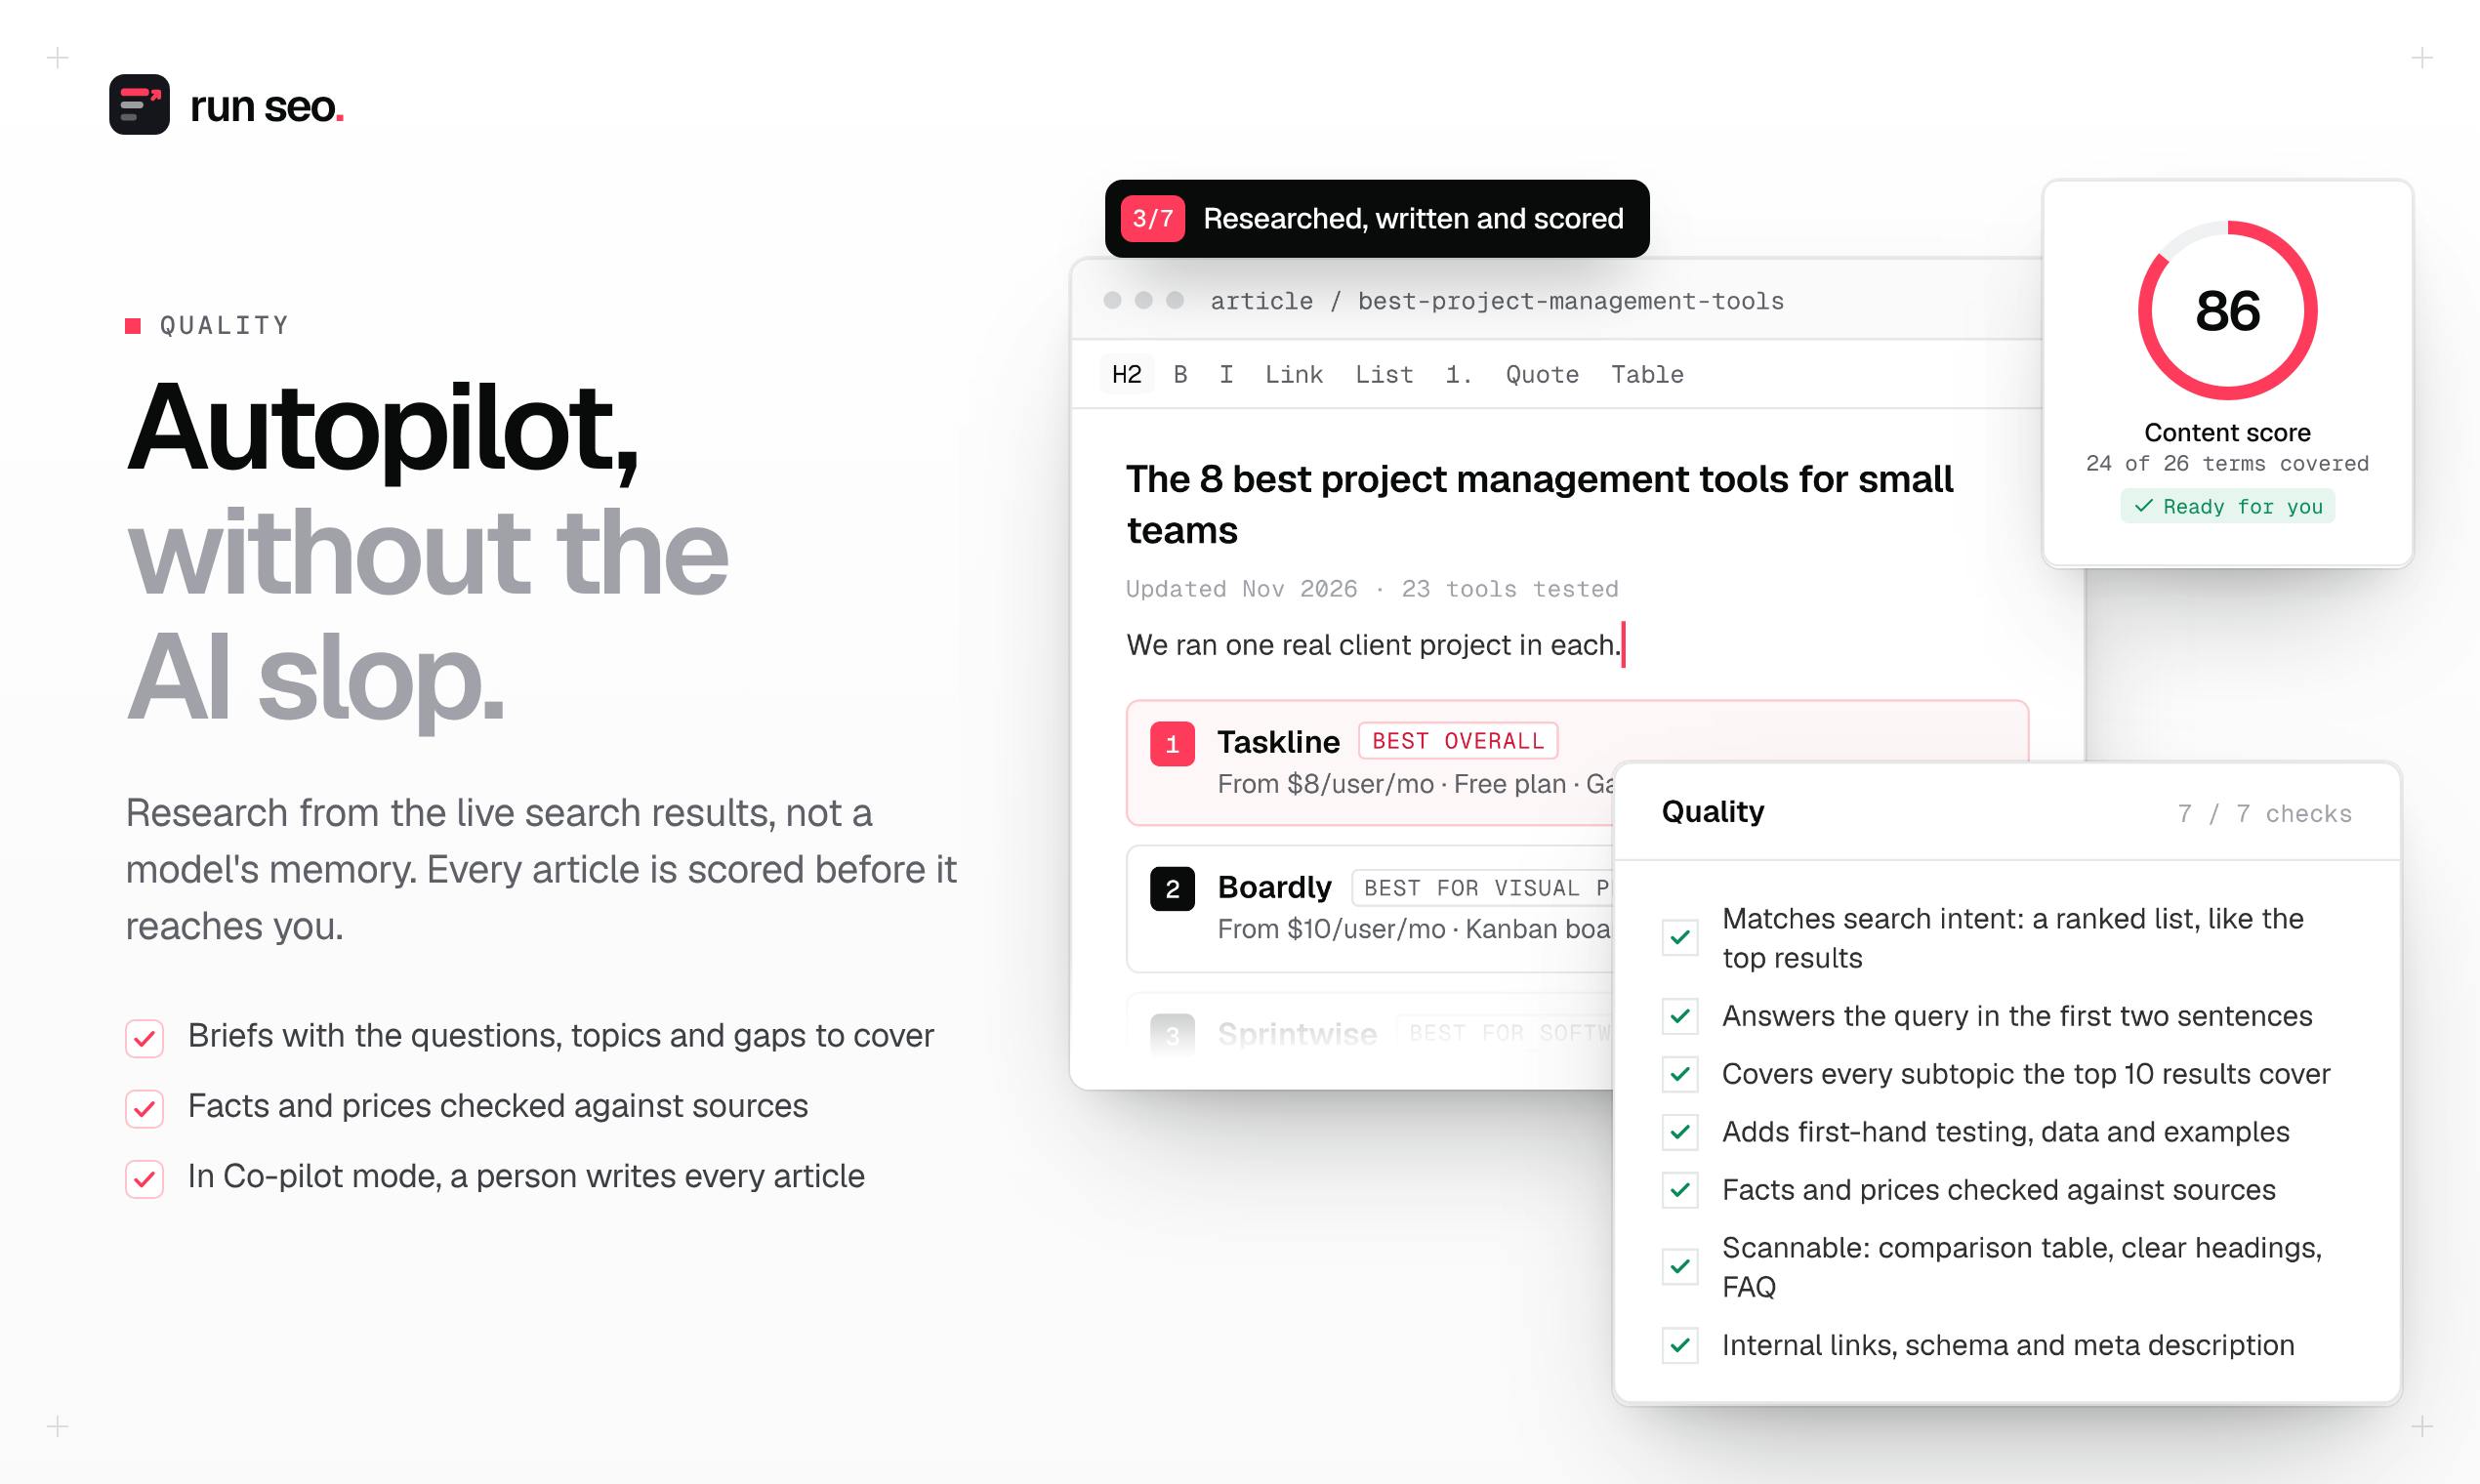 run seo.
QUALITY
Autopilot,
without the
AI slop.
Research from the live search results, not a
model's memory. Every article is scored before it
reaches you.
Briefs with the questions, topics and gaps to cover
Facts and prices checked against sources
In Co-pilot mode, a person writes every article
3/7 Researched, written and scored
article / best-project-management-tools
H2 B I Link List 1. Quote Table
The 8 best project management tools for small
teams
Updated Nov 2026 · 23 tools tested
We ran one real client project in each.
1 Taskline BEST OVERALL
From $8/user/mo · Free plan ·
2 Boardly BEST FOR VISUAL
From $10/user/mo · Kanban
3 Sprintwise BEST FOR
86
Content score
24 of 26 terms covered
Ready for you
Quality 7 / 7 checks
Matches search intent: a ranked list, like the
top results
Answers the query in the first two sentences
Covers every subtopic the top 10 results cover
Adds first-hand testing, data and examples
Facts and prices checked against sources
Scannable: comparison table, clear headings,
FAQ
Internal links, schema and meta description